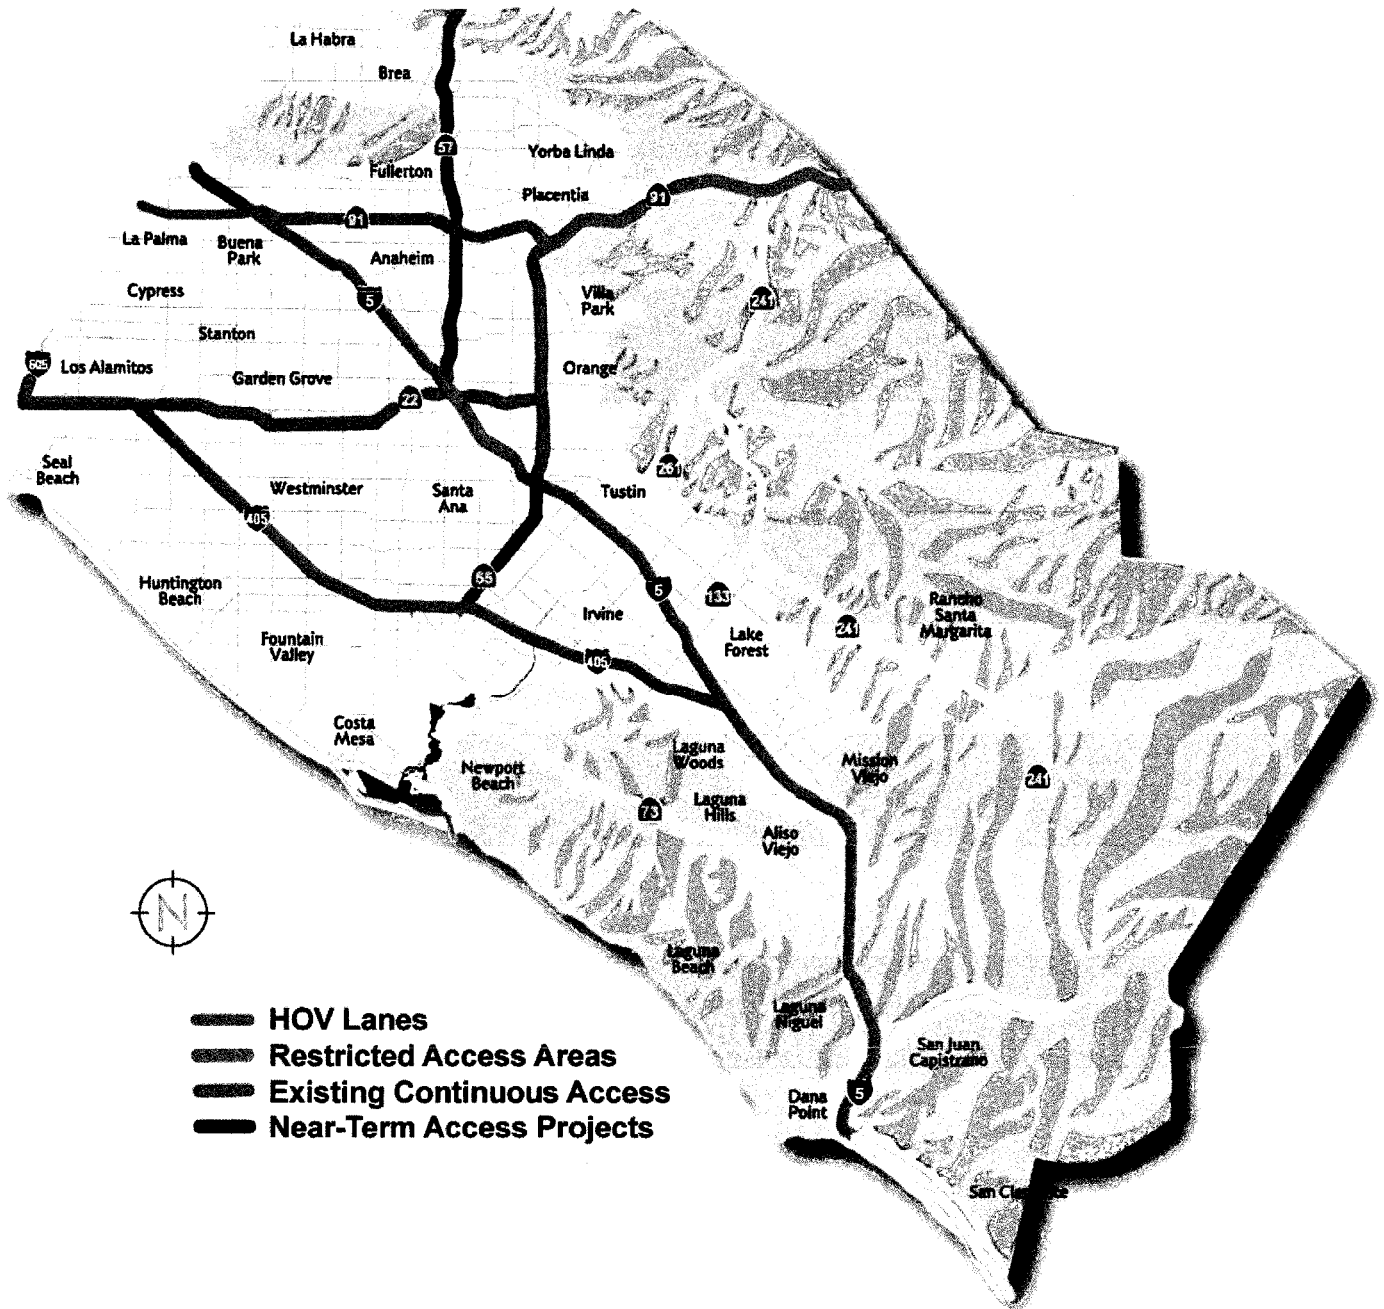 La Habra
Brea
57
Yorba Linda
Fullerton
Placentia
91
91
La Palma
Buena
Park
Anaheim
Cypress
5
Villa
Park
241
Stanton
605
Los Alamitos
Garden Grove
Orange
22
Seal
Beach
Westminster
Santa
Ana
Tustin
261
405
55
Huntington
Beach
Irvine
5
133
Rancho
Santa
Margarita
Fountain
Valley
Lake
Forest
241
405
Costa
Mesa
Newport
Beach
Laguna
Woods
Mission
Viejo
241
Laguna
Hills
73
Aliso
Viejo
N
Laguna
Beach
Laguna
Niguel
San Juan
Capistrano
Dana
Point
5
San
HOV Lanes
Restricted Access Areas
Existing Continuous Access
Near-Term Access Projects